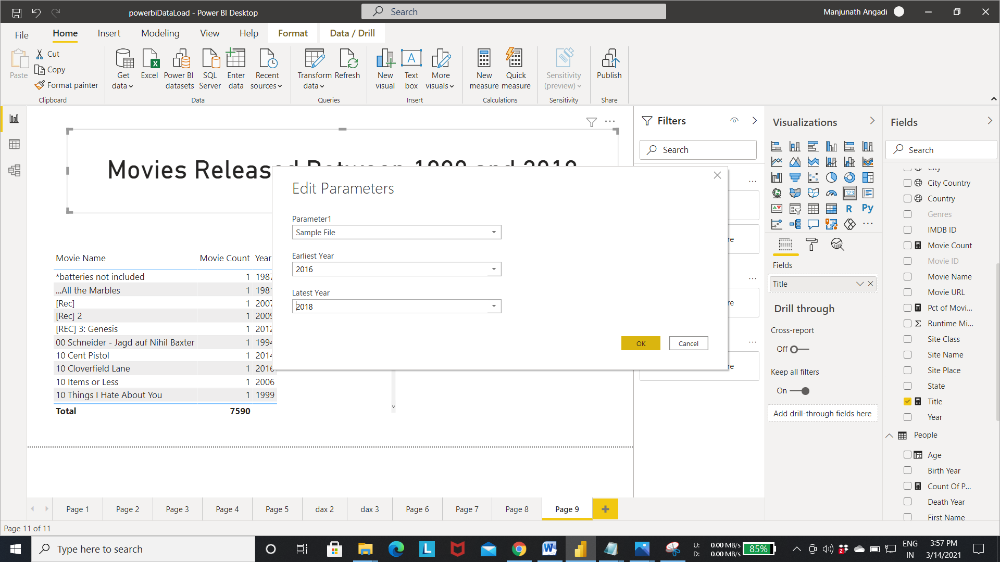 powerbiDataLoad - Power BI Desktop
Search
Manjunath Angadi
File
Home
Insert
Modeling
View
Help
Format
Data / Drill
Paste
Cut
Copy
Format painter
Clipboard
Get data
Excel
Power BI datasets
SQL Server
Enter data
Recent sources
Data
Transform data
Refresh
Queries
New visual
Text box
More visuals
Insert
New measure
Quick measure
Calculations
Sensitivity (preview)
Sensitivity
Publish
Share
Movies Released Between 1980 and 2018
Movie Name Movie Count Year
*batteries not included 1 1987
...All the Marbles 1 1981
[Rec] 1 2007
[Rec] 2 1 2009
[REC] 3: Genesis 1 2012
00 Schneider - Jagd auf Nihil Baxter 1 1994
10 Cent Pistol 1 2014
10 Cloverfield Lane 1 2016
10 Items or Less 1 2006
10 Things I Hate About You 1 1999
Total 7590
Edit Parameters
Parameter1
Sample File
Earliest Year
2016
Latest Year
2018
OK
Cancel
Filters
Search
re
re
re
Visualizations
R
Py
Fields
Title
Drill through
Cross-report
Off
Keep all filters
On
Add drill-through fields here
Fields
Search
City
City Country
Country
Genres
IMDB ID
Movie Count
Movie ID
Movie Name
Movie URL
Pct of Movi...
Runtime Mi...
Site Class
Site Name
Site Place
State
Title
Year
People
Age
Birth Year
Count Of P...
Death Year
First Name
Page 1
Page 2
Page 3
Page 4
Page 5
dax 2
dax 3
Page 6
Page 7
Page 8
Page 9
Page 11 of 11
Type here to search
U: 0.00 MB/s
D: 0.00 MB/s
85%
2
ENG
IN
3:57 PM
3/14/2021